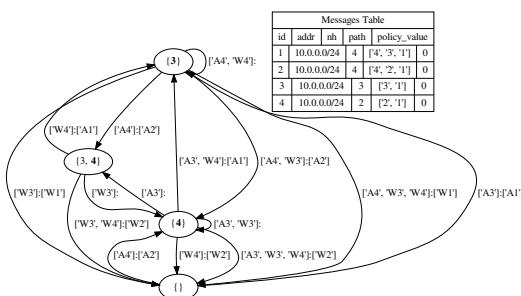 Messages Table
id addr nh path policy_value
1 10.0.0.0/24 4 ['4', '3', '1'] 0
2 10.0.0.0/24 4 ['4', '2', '1'] 0
3 10.0.0.0/24 3 ['3', '1'] 0
4 10.0.0.0/24 2 ['2', '1'] 0
{3}
['A4', 'W4']:
['W4']:['A1']
['A4']:['A2']
{3, 4}
['A3', 'W4']:['A1']
['A4', 'W3']:['A2']
['W3']:['W1']
['W3']:
['A3']:
['A4', 'W3', 'W4']:['W1']
['A3']:['A1'
['W3', 'W4']:['W2']
{4}
['A3', 'W3']:
['A4']:['A2']
['W4']:['W2']
['A3', 'W3', 'W4']:['W2']
{}